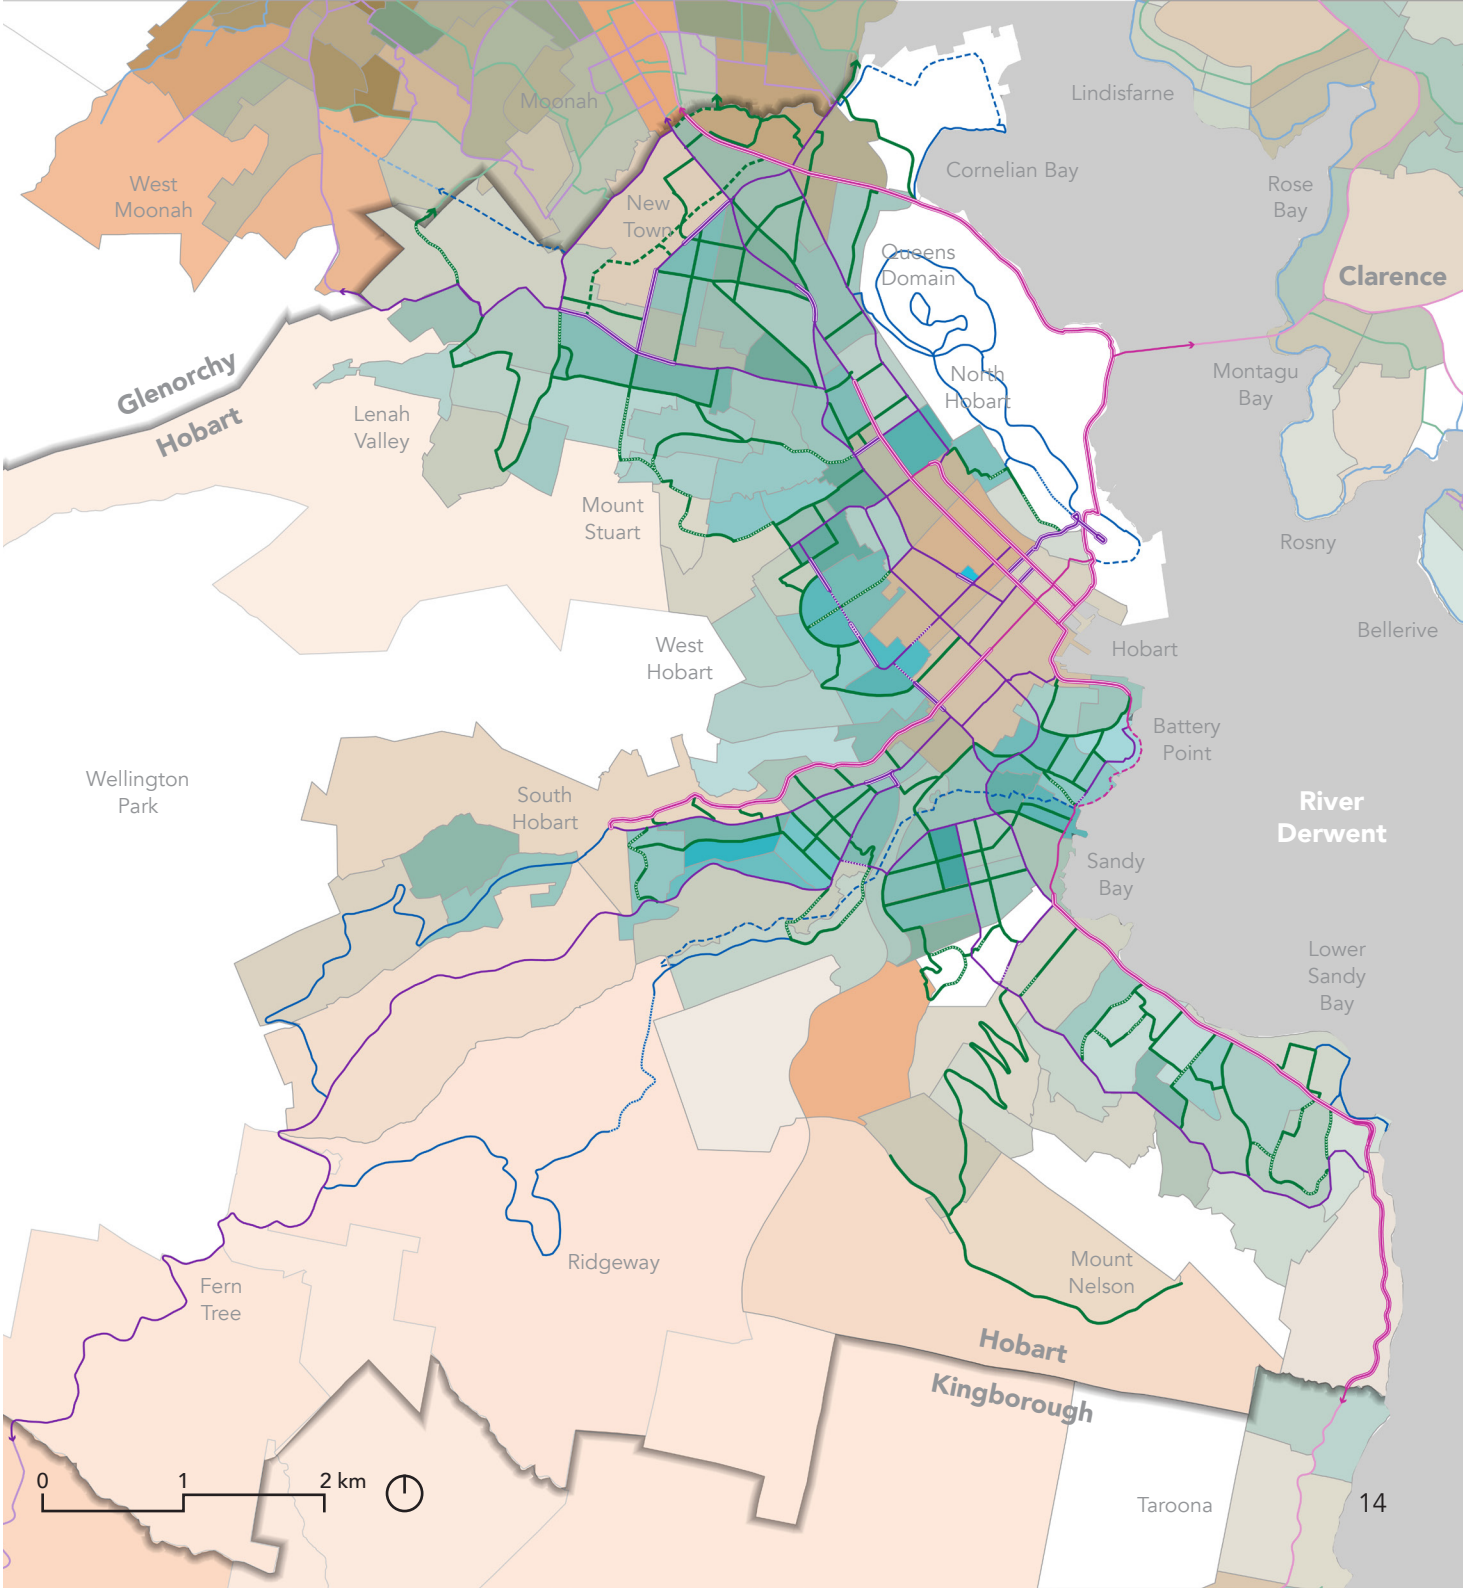 Moonah
Lindisfarne
West
Moonah
Cornelian Bay
Rose
Bay
New
Town
Queens
Domain
Clarence
Glenorchy
Hobart
Lenah
Valley
North
Hobart
Montagu
Bay
Mount
Stuart
Rosny
Bellerive
West
Hobart
Hobart
Battery
Point
Wellington
Park
South
Hobart
River
Derwent
Sandy
Bay
Lower
Sandy
Bay
Ridgeway
Mount
Nelson
Fern
Tree
Hobart
Kingborough
0 1 2 km
Taroona
14